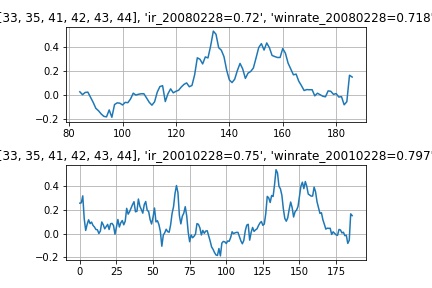 [33, 35, 41, 42, 43, 44], 'ir_20080228=0.72', 'winrate_20080228=0.718'
0.4
0.2
0.0
−0.2
80 100 120 140 160 180
[33, 35, 41, 42, 43, 44], 'ir_20010228=0.75', 'winrate_20010228=0.797'
0.4
0.2
0.0
−0.2
0 25 50 75 100 125 150 175